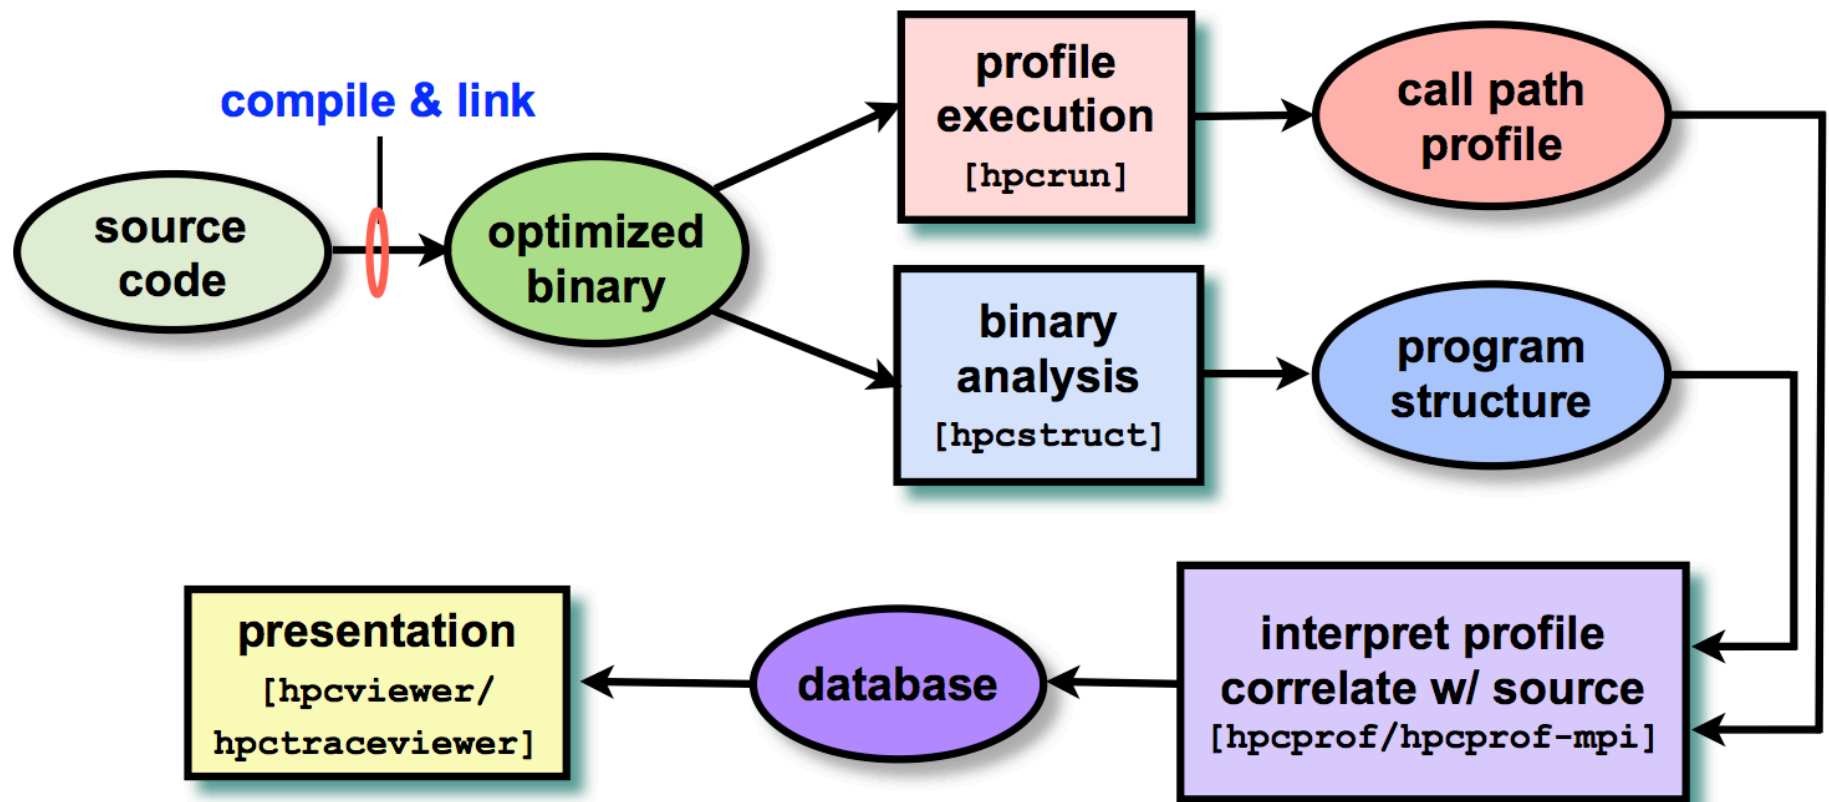 compile & link
source
code
optimized
binary
profile
execution
[hpcrun]
call path
profile
binary
analysis
[hpcstruct]
program
structure
interpret profile
correlate w/ source
[hpcprof/hpcprof-mpi]
database
presentation
[hpcviewer/
hpctraceviewer]